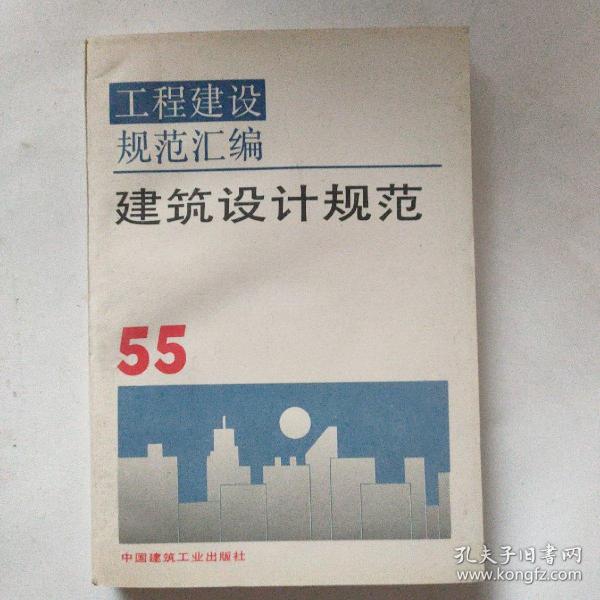 工程建设
规范汇编
建筑设计规范
55
中国建筑工业出版社
孔夫子旧书网
www.kongfz.com